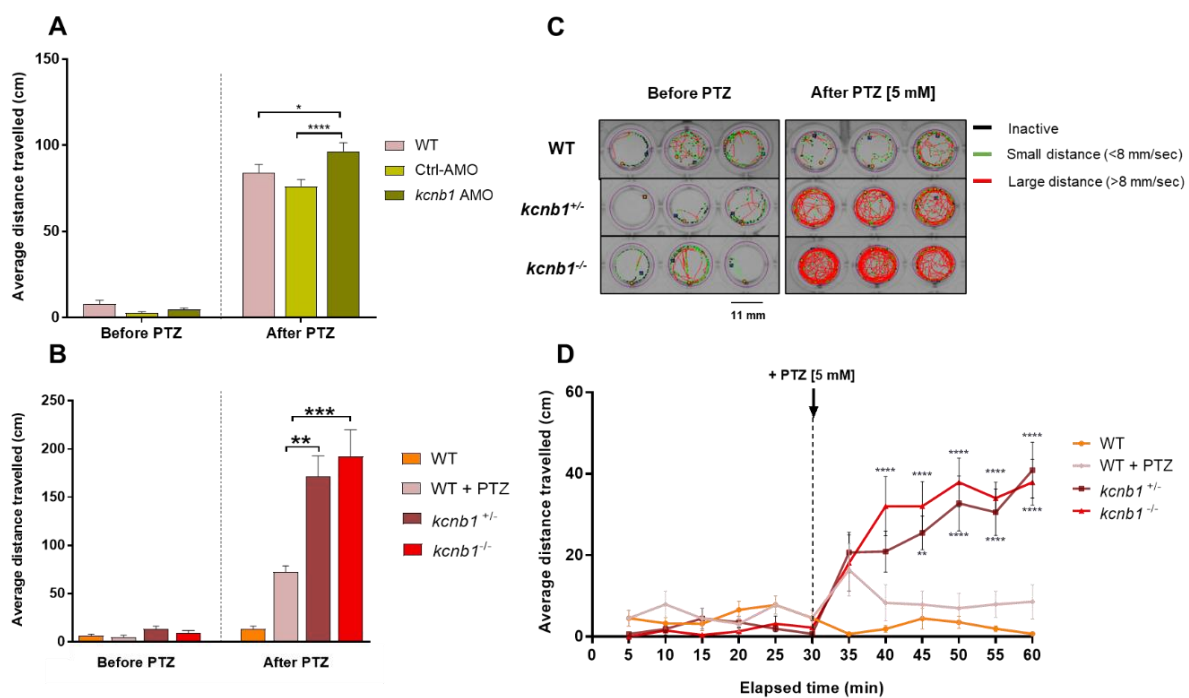 A
Average distance travelled (cm)
150
100
50
0
*
****
Before PTZ
After PTZ
WT
Ctrl-AMO
kcnb1 AMO
B
Average distance travelled (cm)
250
200
150
100
50
0
**
***
Before PTZ
After PTZ
WT
WT + PTZ
kcnb1 +/-
kcnb1-/-
C
Before PTZ
After PTZ [5 mM]
WT
kcnb1+/-
kcnb1-/-
11 mm
Inactive
Small distance (<8 mm/sec)
Large distance (>8 mm/sec)
D
+ PTZ [5 mM]
Average distance travelled (cm)
60
40
20
0
**** **** **** **** ****
** **** **** ****
0 5 10 15 20 25 30 35 40 45 50 55 60
Elapsed time (min)
WT
WT + PTZ
kcnb1 +/-
kcnb1 -/-